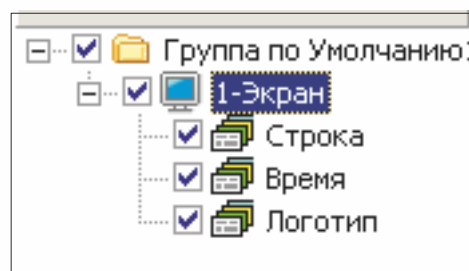 Группа по Умолчанию
1-Экран
Строка
Время
Логотип